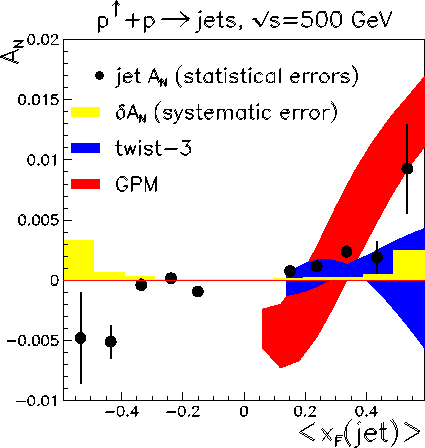 p↑+p→jets, √s=500 GeV
A_N
0.02
0.015
0.01
0.005
0
−0.005
−0.01
jet A_N (statistical errors)
δA_N (systematic error)
twist−3
GPM
−0.4
−0.2
0
0.2
0.4
<x_F(jet)>